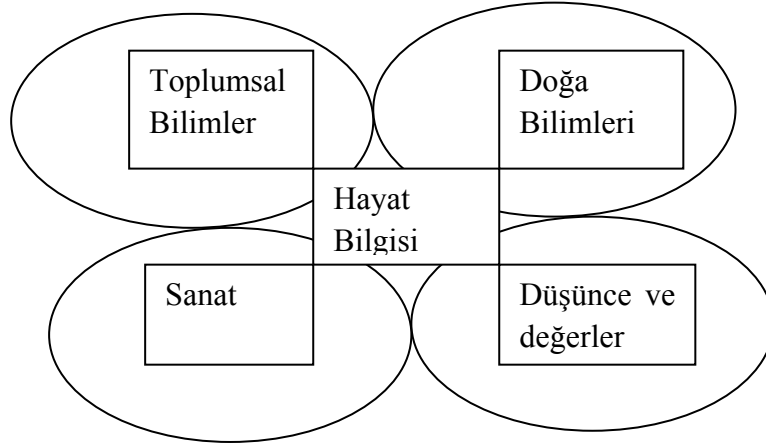 Toplumsal
Bilimler
Doğa
Bilimleri
Hayat
Bilgisi
Sanat
Düşünce ve
değerler